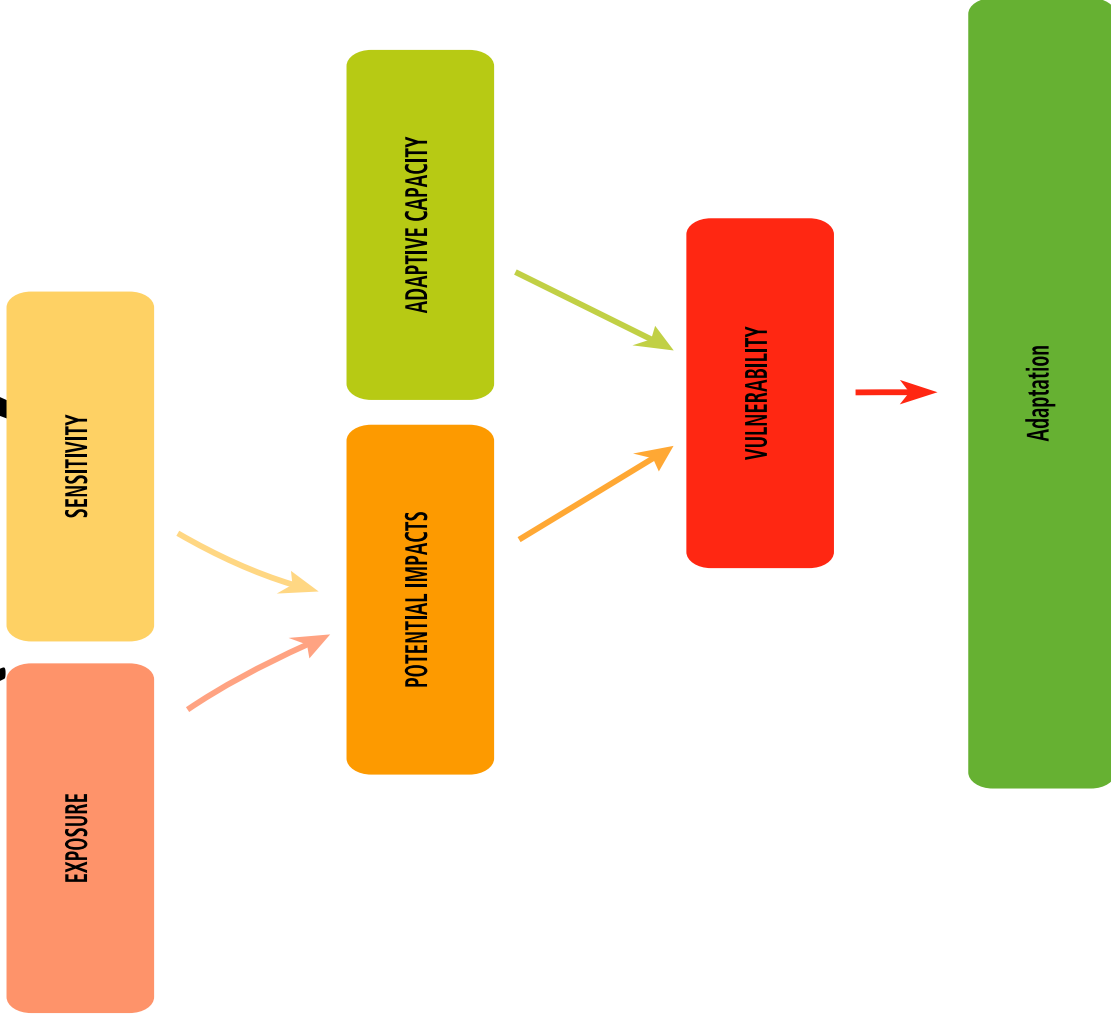 EXPOSURE
SENSITIVITY
POTENTIAL IMPACTS
ADAPTIVE CAPACITY
VULNERABILITY
Adaptation